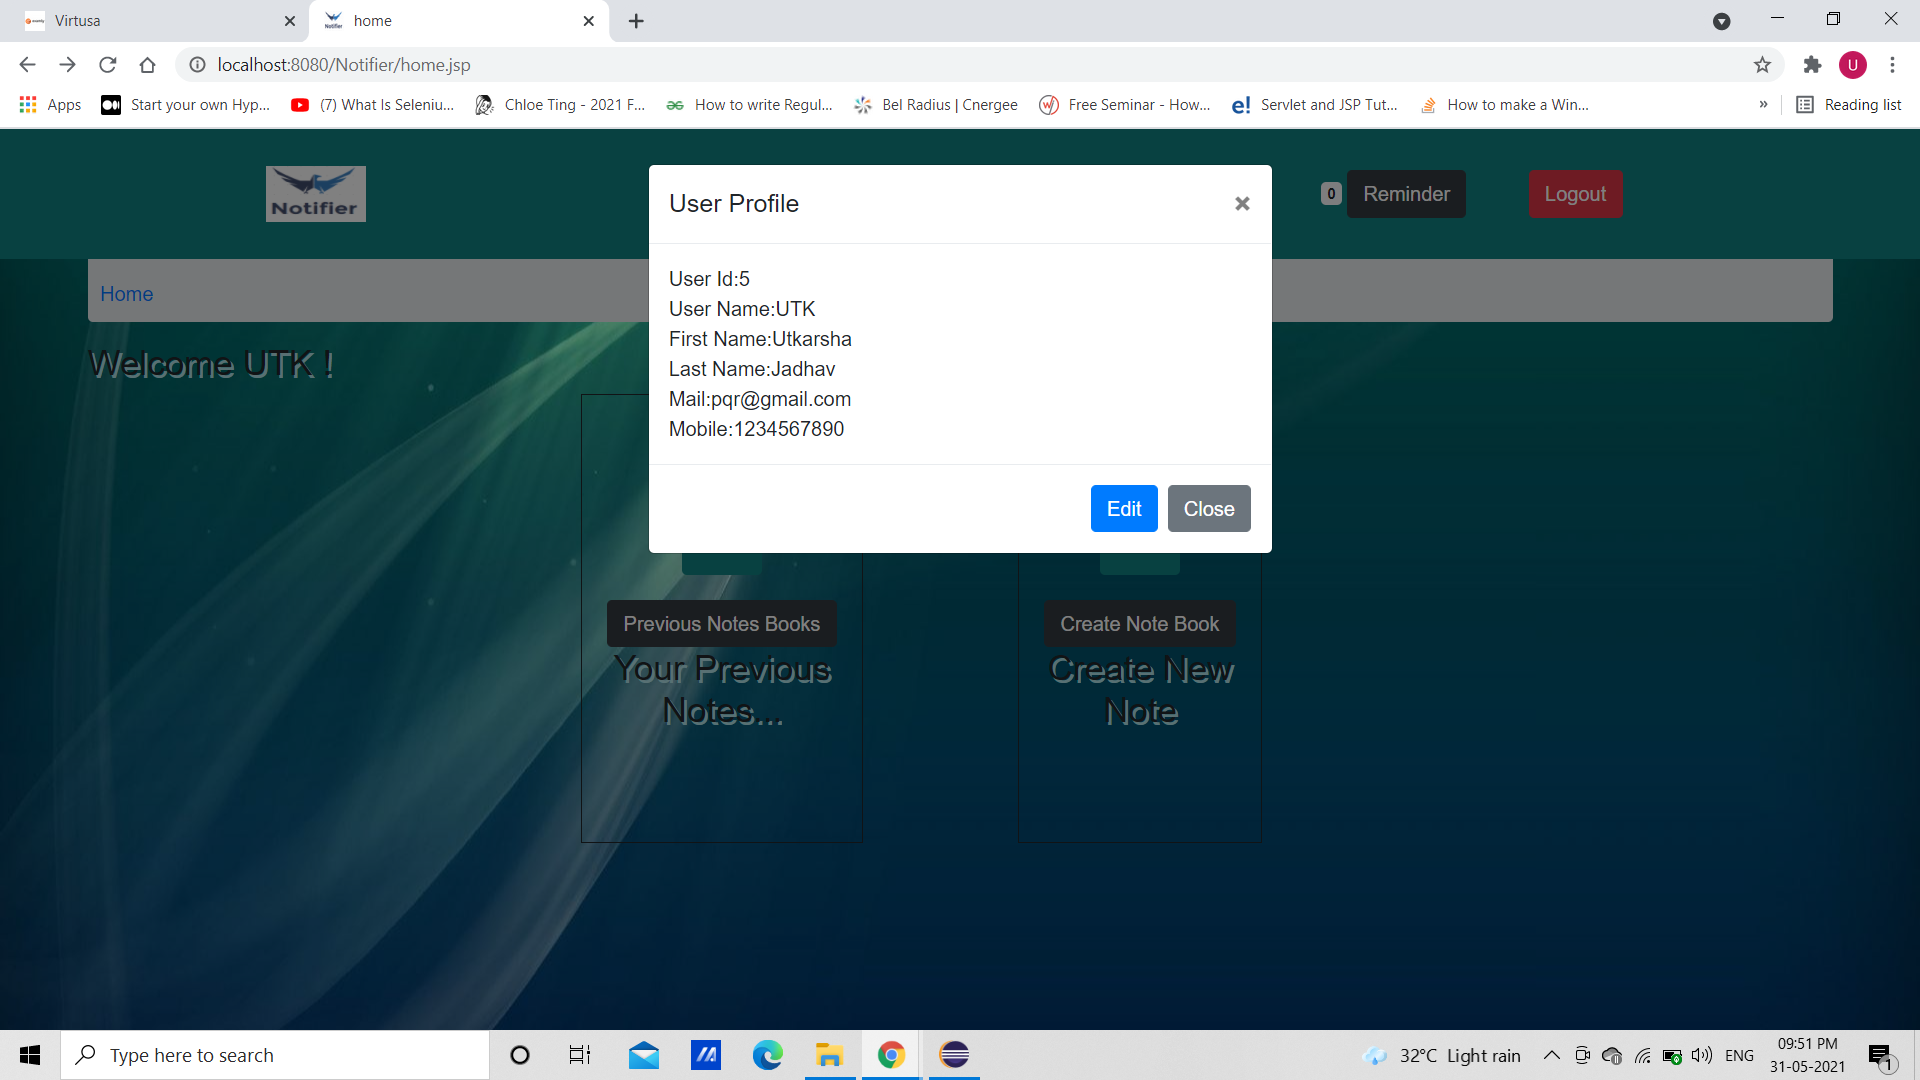 Virtusa
home
localhost:8080/Notifier/home.jsp
U
Apps
Start your own Hyp...
(7) What Is Seleniu...
Chloe Ting - 2021 F...
How to write Regul...
Bel Radius | Cnergee
Free Seminar - How...
e!
Servlet and JSP Tut...
How to make a Win...
»
Reading list
Notifier
User Profile
×
0
Reminder
Logout
Home
User Id:5
User Name:UTK
First Name:Utkarsha
Last Name:Jadhav
Mail:pqr@gmail.com
Mobile:1234567890
Welcome UTK !
Edit
Close
Previous Notes Books
Create Note Book
Your Previous
Notes...
Create New
Note
Type here to search
32°C Light rain
ENG
09:51 PM
31-05-2021
1